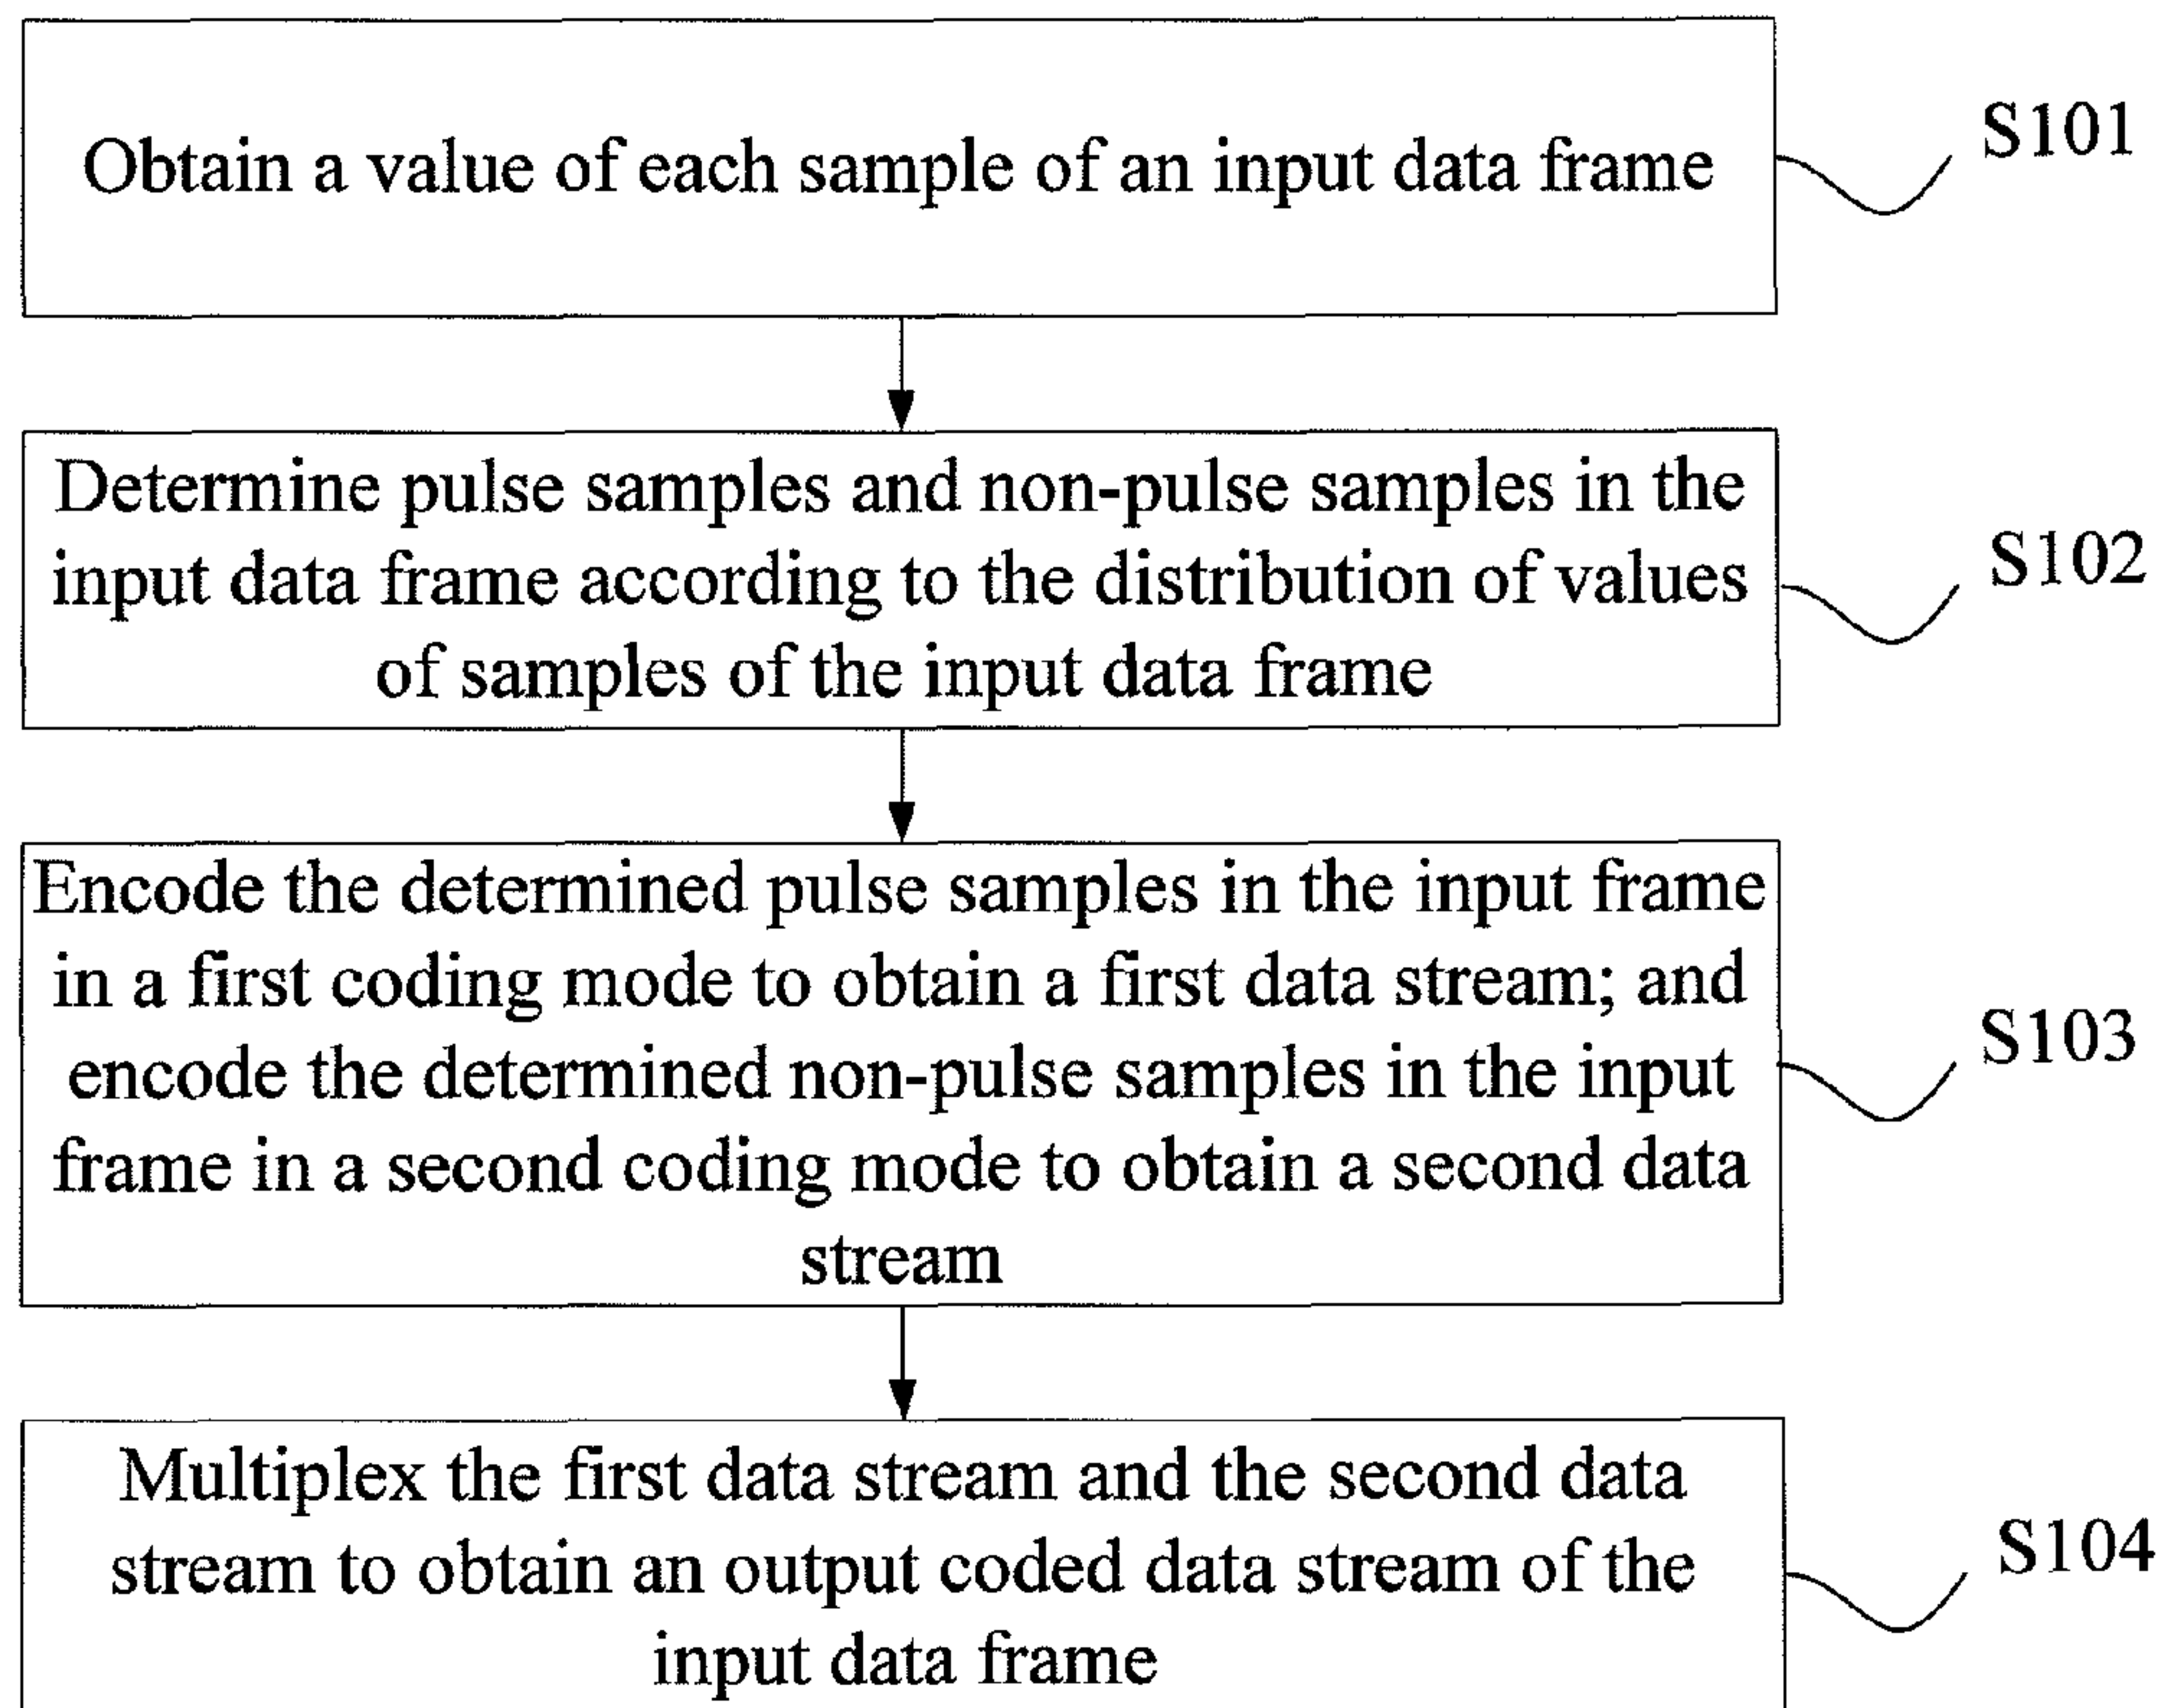 Obtain a value of each sample of an input data frame
S101
Determine pulse samples and non-pulse samples in the
input data frame according to the distribution of values
of samples of the input data frame
S102
Encode the determined pulse samples in the input frame
in a first coding mode to obtain a first data stream; and
encode the determined non-pulse samples in the input
frame in a second coding mode to obtain a second data
stream
S103
Multiplex the first data stream and the second data
stream to obtain an output coded data stream of the
input data frame
S104